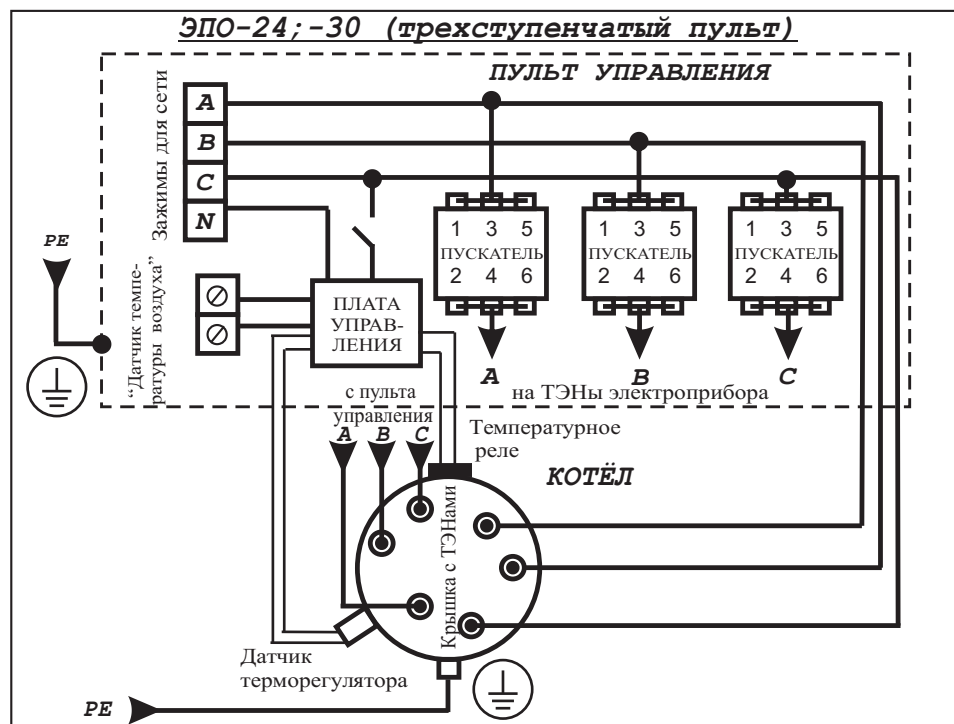 ЭПО-24;-30 (трехступенчатый пульт)
ПУЛЬТ УПРАВЛЕНИЯ
Зажимы для сети
A
B
C
N
PE
“Датчик темпе-
ратуры воздуха”
1 3 5
ПУСКАТЕЛЬ
2 4 6
1 3 5
ПУСКАТЕЛЬ
2 4 6
1 3 5
ПУСКАТЕЛЬ
2 4 6
ПЛАТА
УПРАВ-
ЛЕНИЯ
A
B
C
на ТЭНы электроприбора
с пульта
управления
A
B
C
Температурное
реле
КОТЁЛ
Крышка с ТЭНами
Датчик
терморегулятора
PE